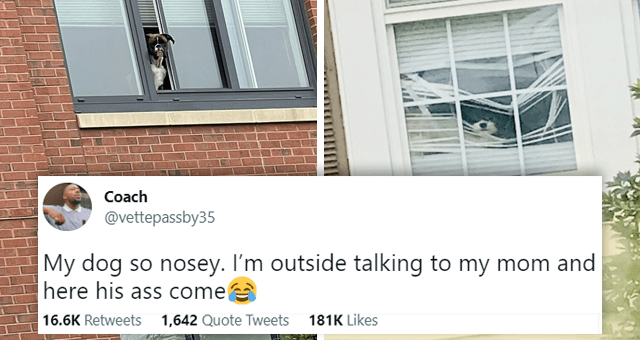 Coach
@vettepassby35
My dog so nosey. I'm outside talking to my mom and
here his ass come😂
16.6K Retweets 1,642 Quote Tweets 181K Likes